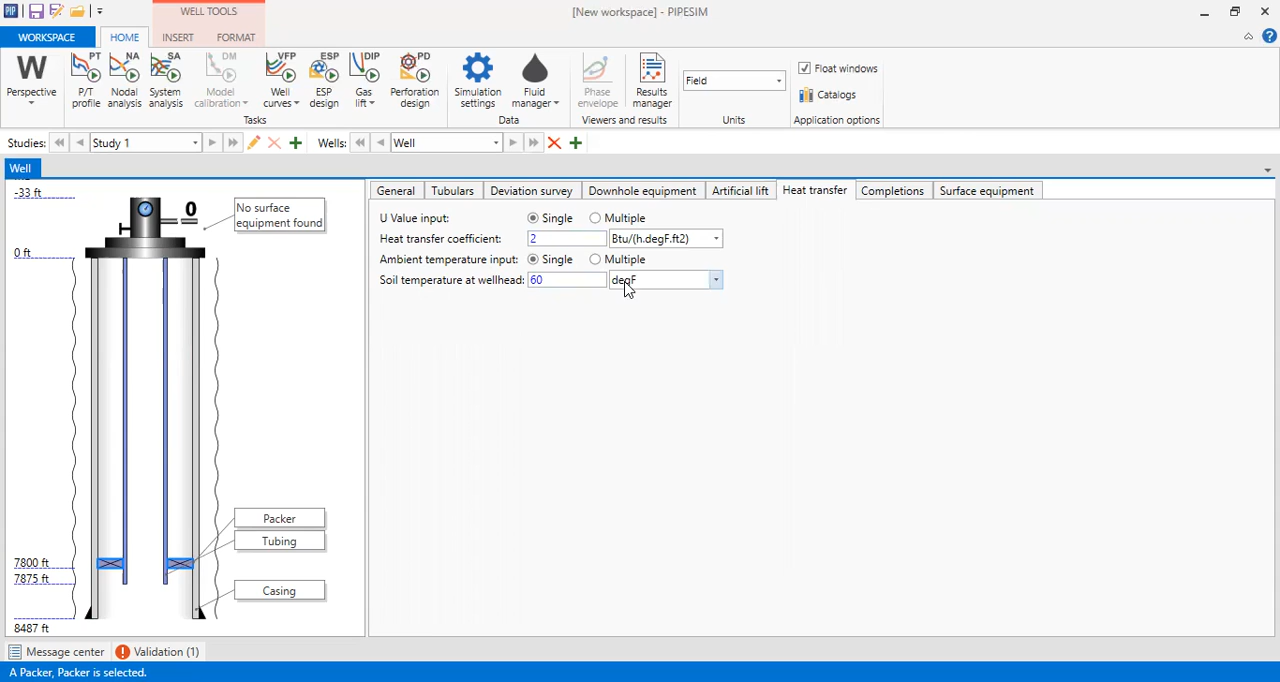 PIP
WELL TOOLS
[New workspace] - PIPESIM
WORKSPACE
HOME
INSERT
FORMAT
W
Perspective
PT
P/T
profile
NA
Nodal
analysis
SA
System
analysis
DM
Model
calibration
VFP
Well
curves
ESP
ESP
design
DIP
Gas
lift
PD
Perforation
design
Tasks
Simulation
settings
Fluid
manager
Data
Phase
envelope
Results
manager
Viewers and results
Field
Units
Float windows
Catalogs
Application options
Studies:
Study 1
Wells:
Well
Well
-33 ft
0
No surface
equipment found
0 ft
Packer
Tubing
7800 ft
7875 ft
Casing
8487 ft
General
Tubulars
Deviation survey
Downhole equipment
Artificial lift
Heat transfer
Completions
Surface equipment
U Value input: Single Multiple
Heat transfer coefficient: 2 Btu/(h.degF.ft2)
Ambient temperature input: Single Multiple
Soil temperature at wellhead: 60 degF
Message center
Validation (1)
A Packer, Packer is selected.